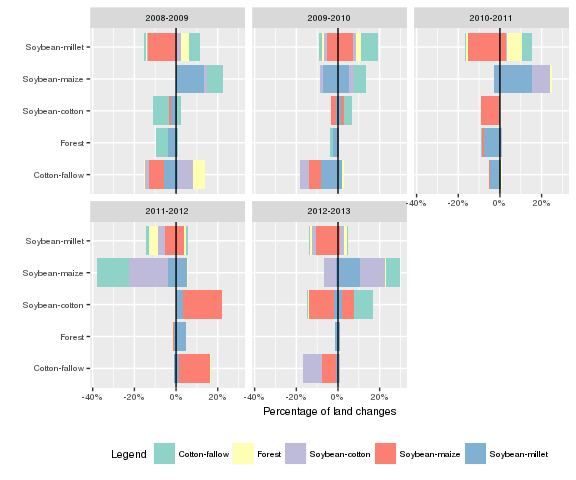 2008-2009 2009-2010 2010-2011
Soybean-millet
Soybean-maize
Soybean-cotton
Forest
Cotton-fallow
-40% -20% 0% 20%
2011-2012 2012-2013
Soybean-millet
Soybean-maize
Soybean-cotton
Forest
Cotton-fallow
-40% -20% 0% 20% -40% -20% 0% 20%
Percentage of land changes
Legend Cotton-fallow Forest Soybean-cotton Soybean-maize Soybean-millet